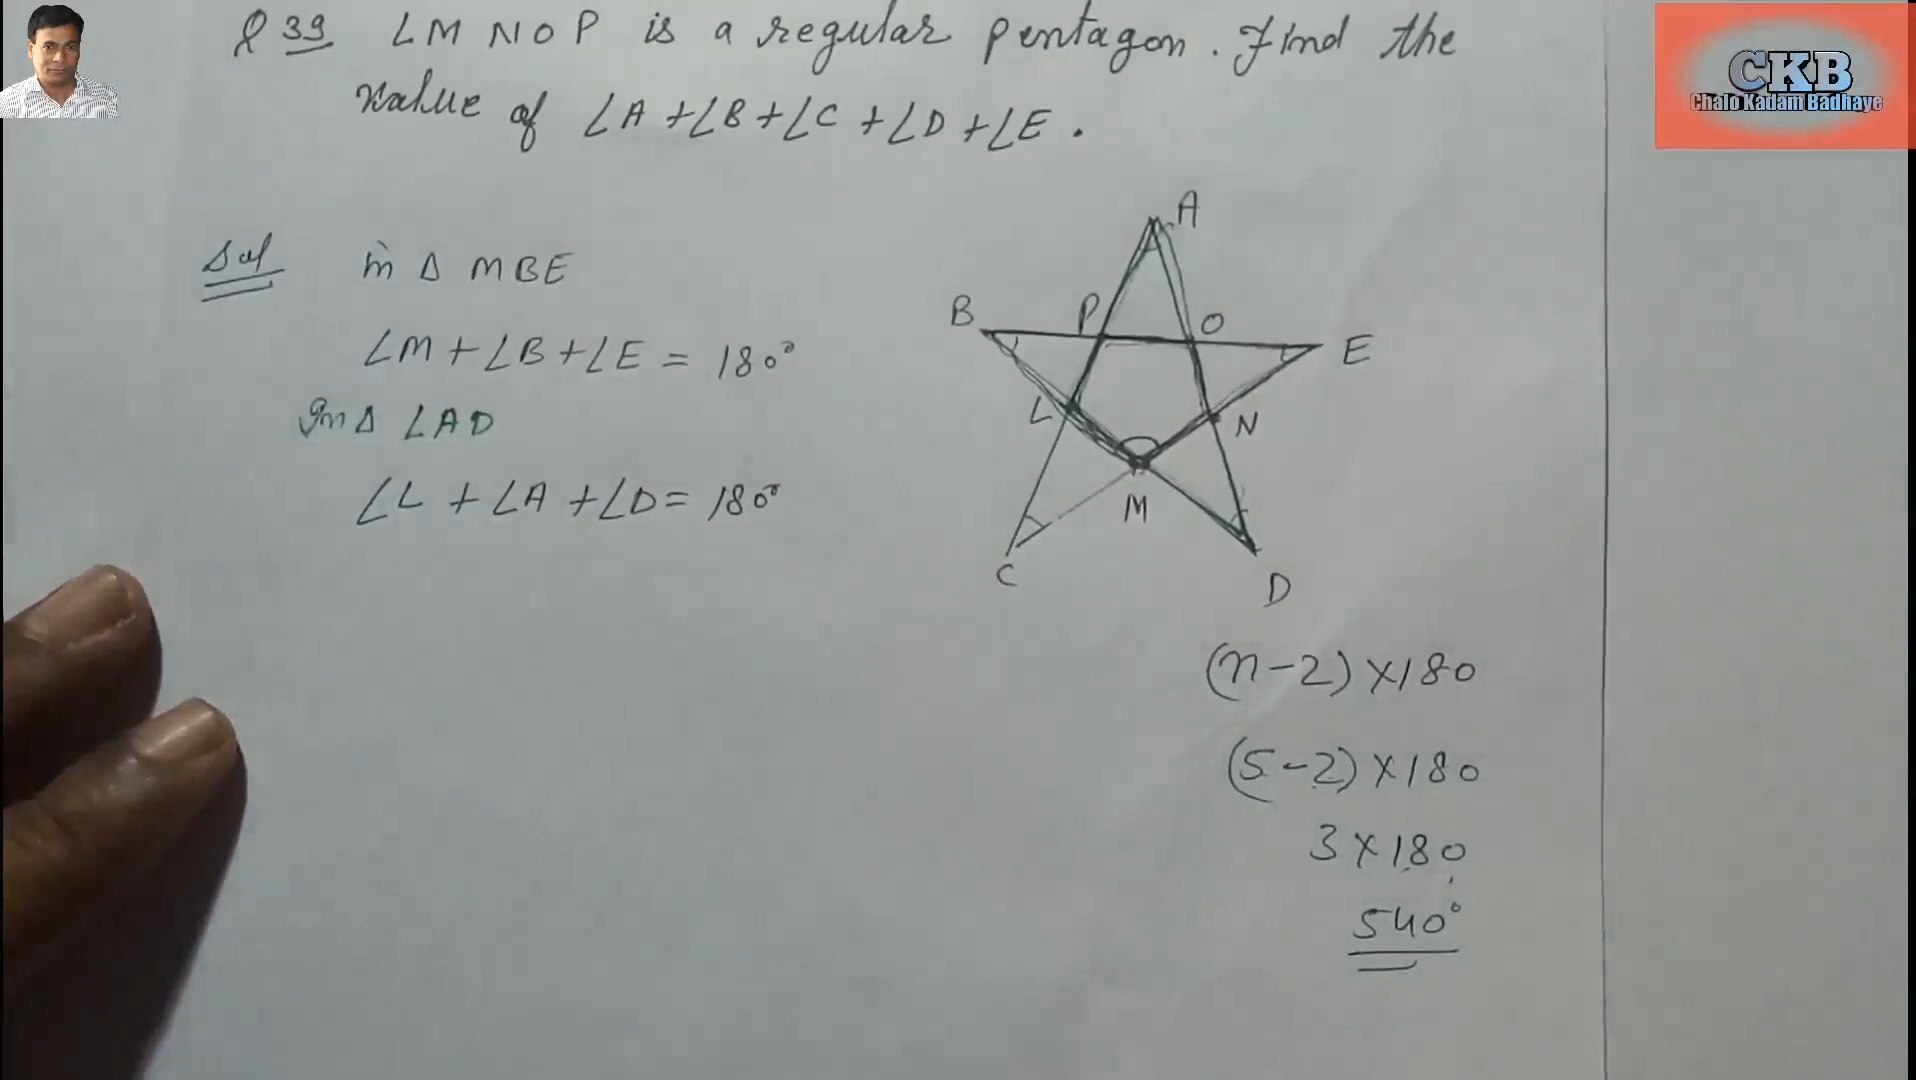 Q 39 LMNOP is a regular pentagon. Find the
value of ∠A +∠B +∠C +∠D +∠E .
CKB
Chalo Kadam Badhaye
Sol in Δ MBE
∠M + ∠B + ∠E = 180°
In Δ LAD
∠L + ∠A + ∠D = 180°
A
B P O E
L N
M
C D
(n-2) × 180
(5-2) × 180
3 × 180
540°